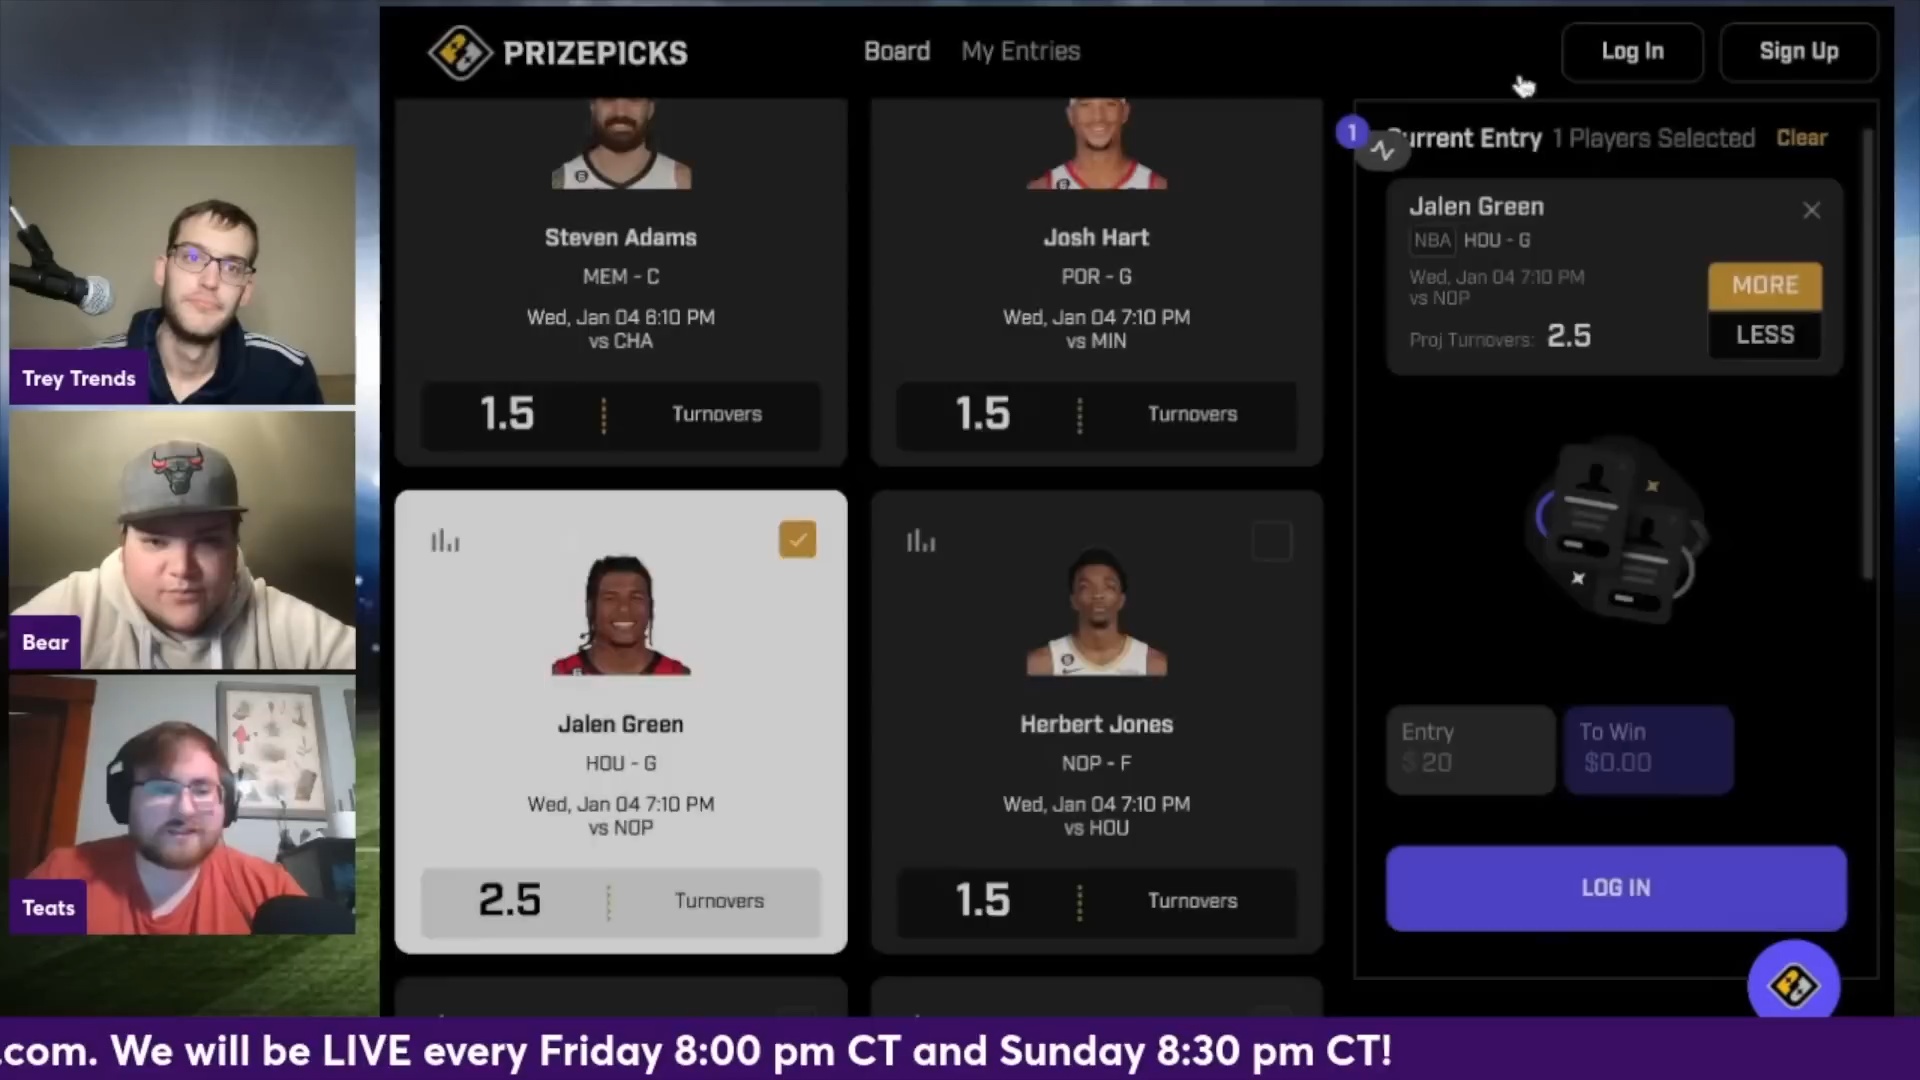 PRIZEPICKS
Board
My Entries
Log In
Sign Up
Trey Trends
Bear
Teats
Steven Adams
MEM - C
Wed, Jan 04 6:10 PM
vs CHA
1.5
Turnovers
Josh Hart
POR - G
Wed, Jan 04 7:10 PM
vs MIN
1.5
Turnovers
Jalen Green
HOU - G
Wed, Jan 04 7:10 PM
vs NOP
2.5
Turnovers
Herbert Jones
NOP - F
Wed, Jan 04 7:10 PM
vs HOU
1.5
Turnovers
1
urrent Entry 1 Players Selected Clear
Jalen Green
NBA HOU - G
Wed, Jan 04 7:10 PM
vs NOP
Proj Turnovers: 2.5
MORE
LESS
Entry
$ 20
To Win
$0.00
LOG IN
.com. We will be LIVE every Friday 8:00 pm CT and Sunday 8:30 pm CT!